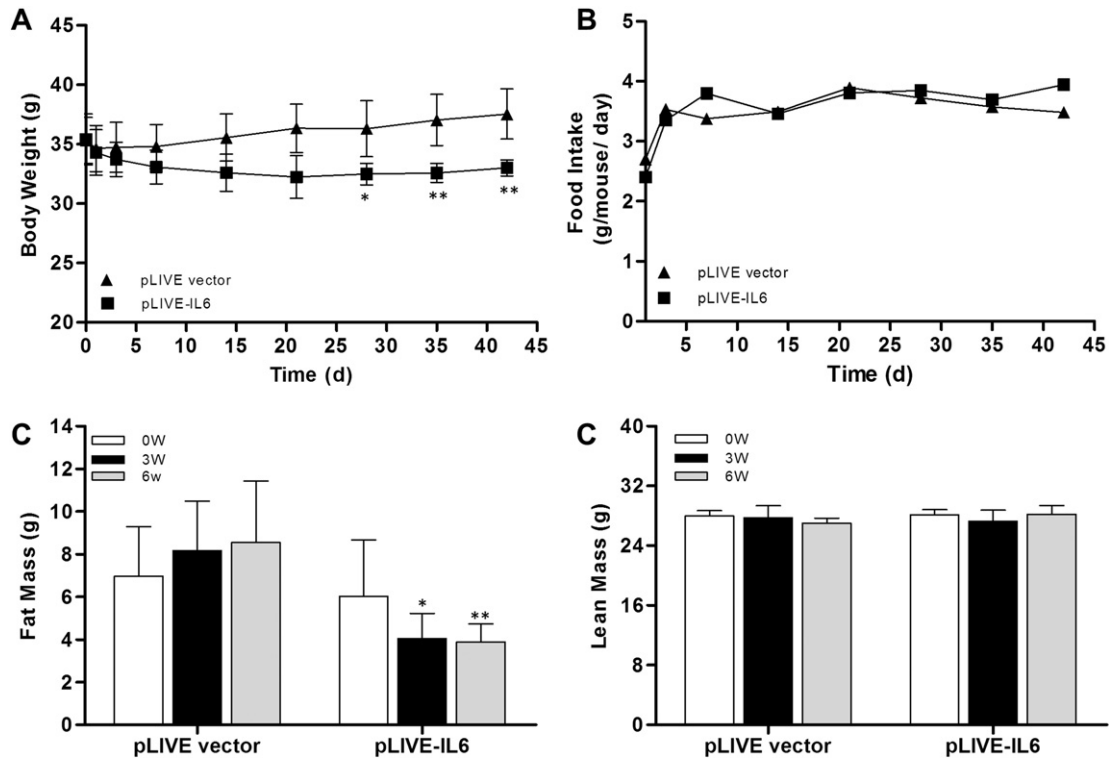 A
45
40
35
30
25
20
Body Weight (g)
* ** **
pLIVE vector
pLIVE-IL6
0 5 10 15 20 25 30 35 40 45
Time (d)
B
5
4
3
2
1
0
Food Intake
(g/mouse/ day)
pLIVE vector
pLIVE-IL6
5 10 15 20 25 30 35 40 45
Time (d)
C
14
12
10
8
6
4
2
0
Fat Mass (g)
0W
3W
6w
* **
pLIVE vector pLIVE-IL6
C
40
32
24
16
8
0
Lean Mass (g)
0W
3W
6W
pLIVE vector pLIVE-IL6